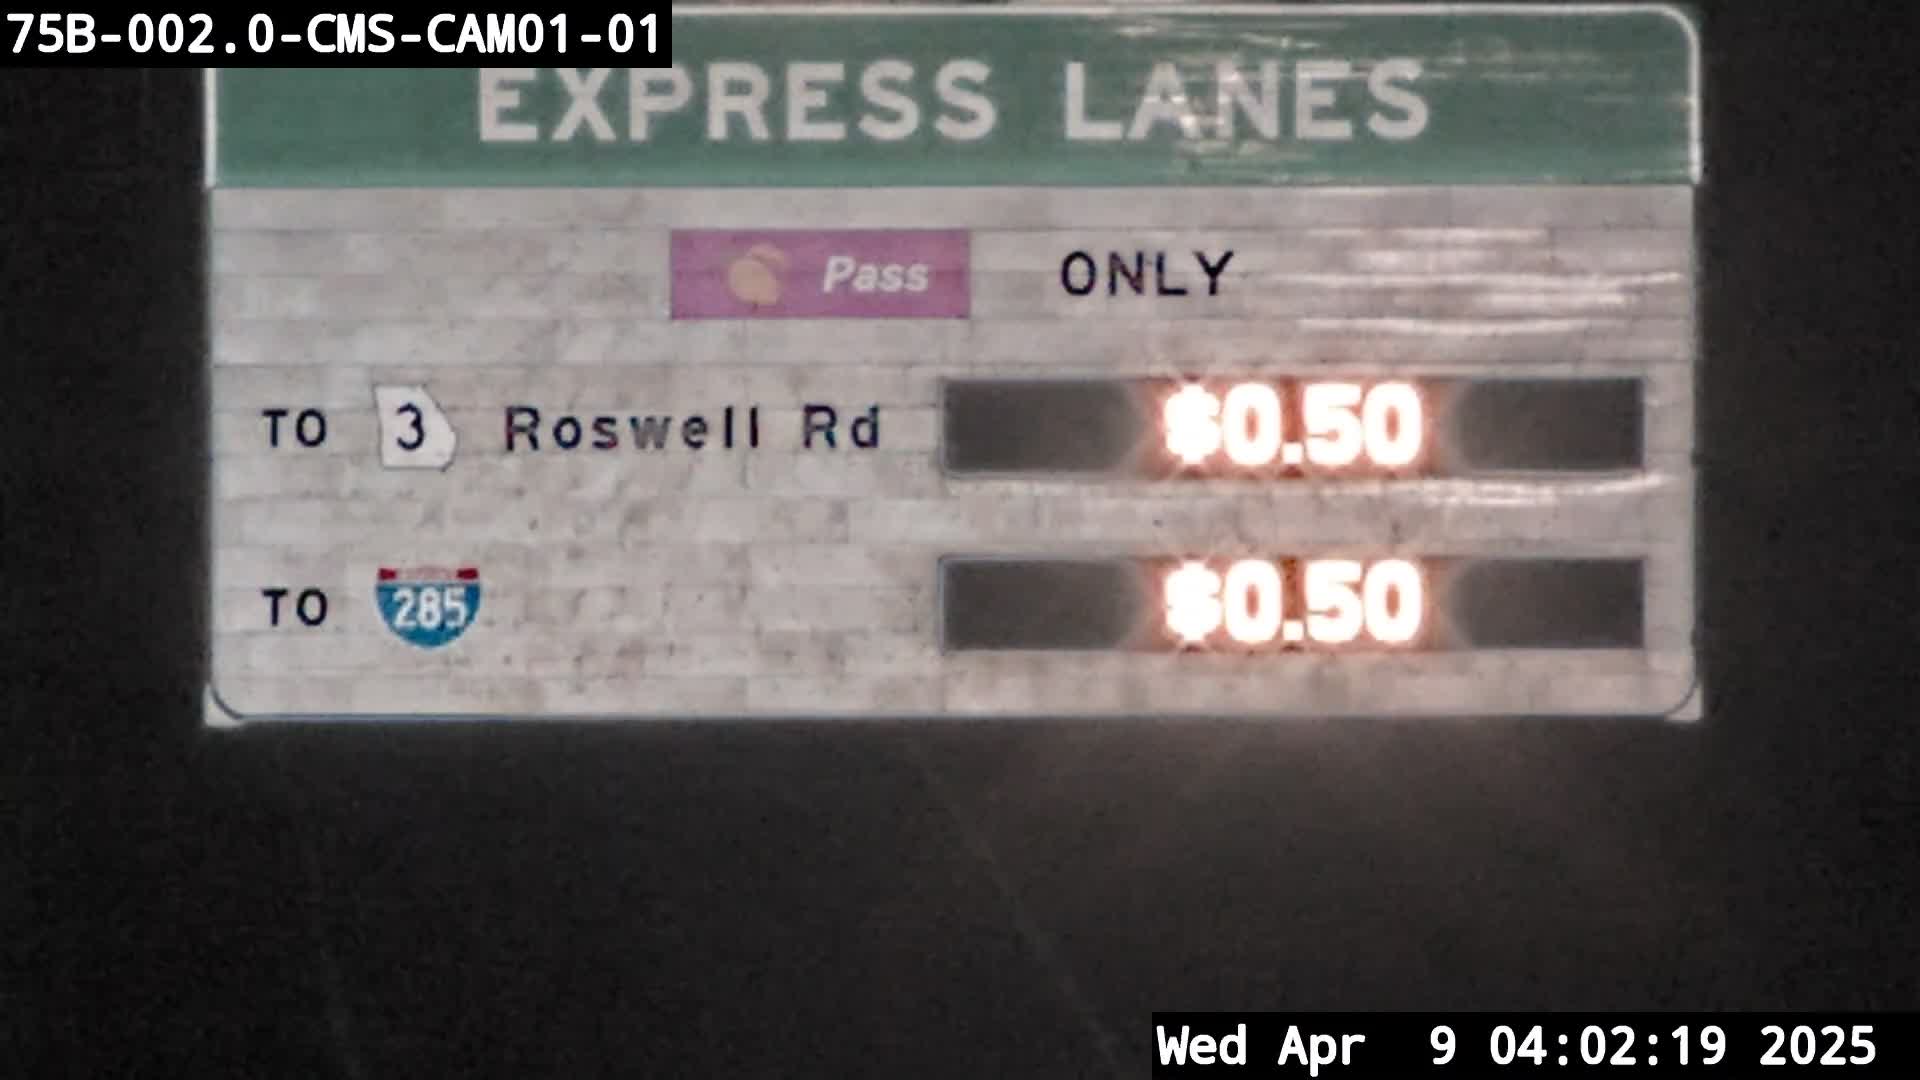 75B-002.0-CMS-CAM01-01
EXPRESS LANES
Pass ONLY
TO 3 Roswell Rd $0.50
TO 285 $0.50
Wed Apr 9 04:02:19 2025